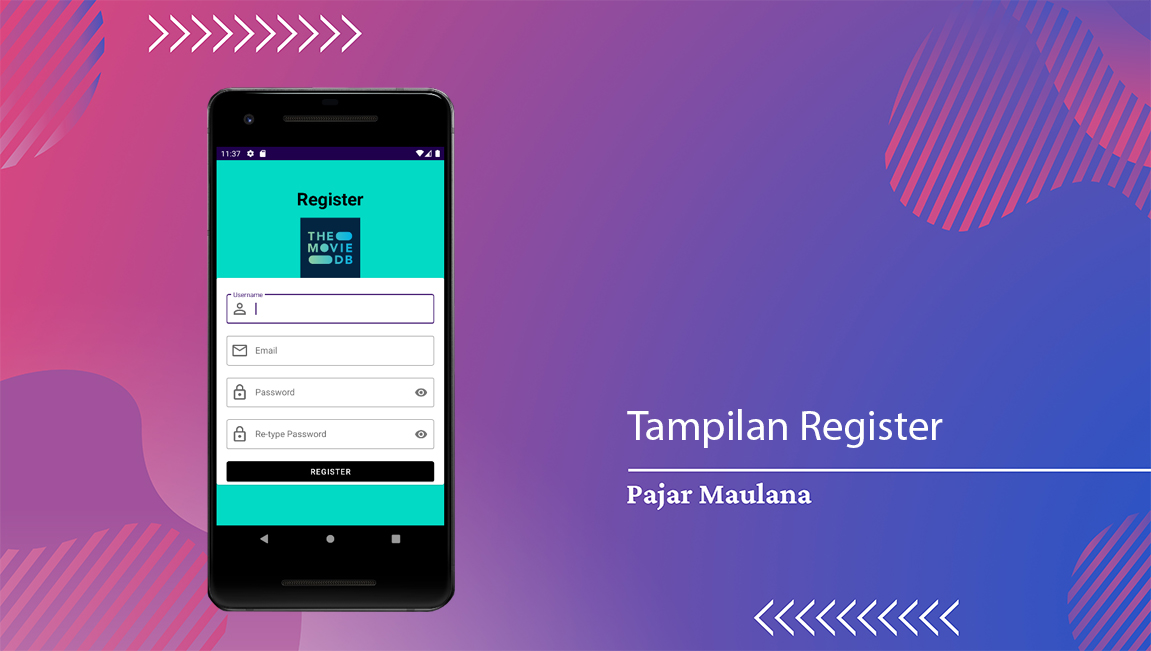 11:37
Register
THE
MOVIE
DB
Username
Email
Password
Re-type Password
REGISTER
Tampilan Register
Pajar Maulana